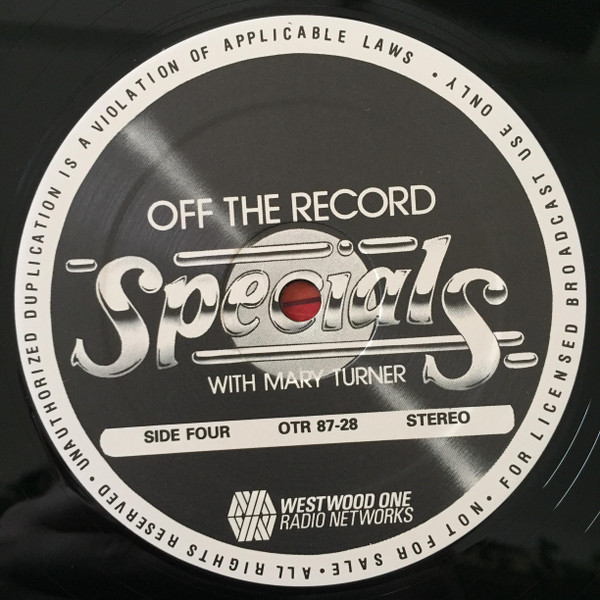 OFF THE RECORD
Specials
WITH MARY TURNER
SIDE FOUR OTR 87-28 STEREO
WESTWOOD ONE
RADIO NETWORKS
UNAUTHORIZED DUPLICATION IS A VIOLATION OF APPLICABLE LAWS • FOR LICENSED BROADCAST USE ONLY • NOT FOR SALE • ALL RIGHTS RESERVED •